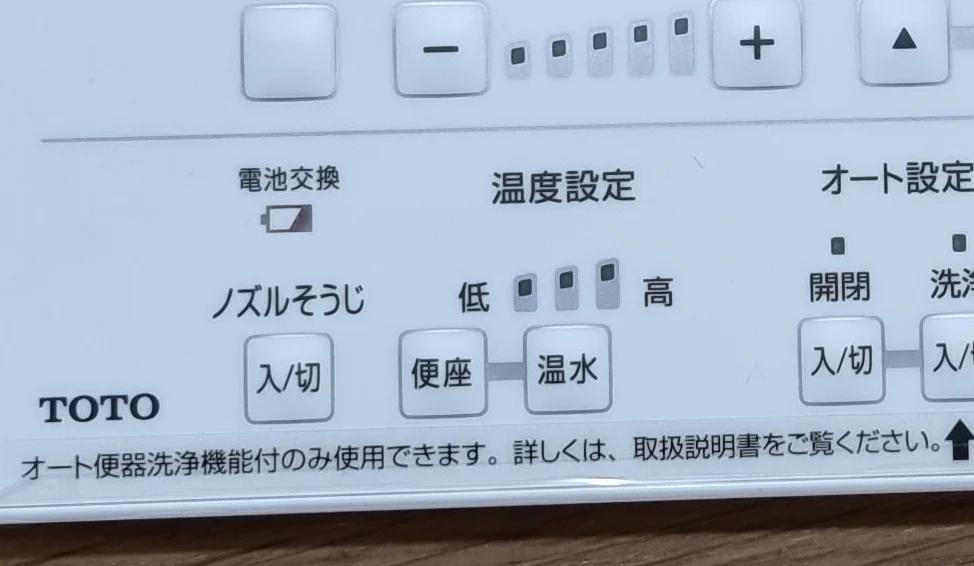 − +
▲
電池交換
温度設定
オート設定
ノズルそうじ
低 高
開閉
洗浄
入/切
便座
温水
入/切
入/
TOTO
オート便器洗浄機能付のみ使用できます。詳しくは、取扱説明書をご覧ください。